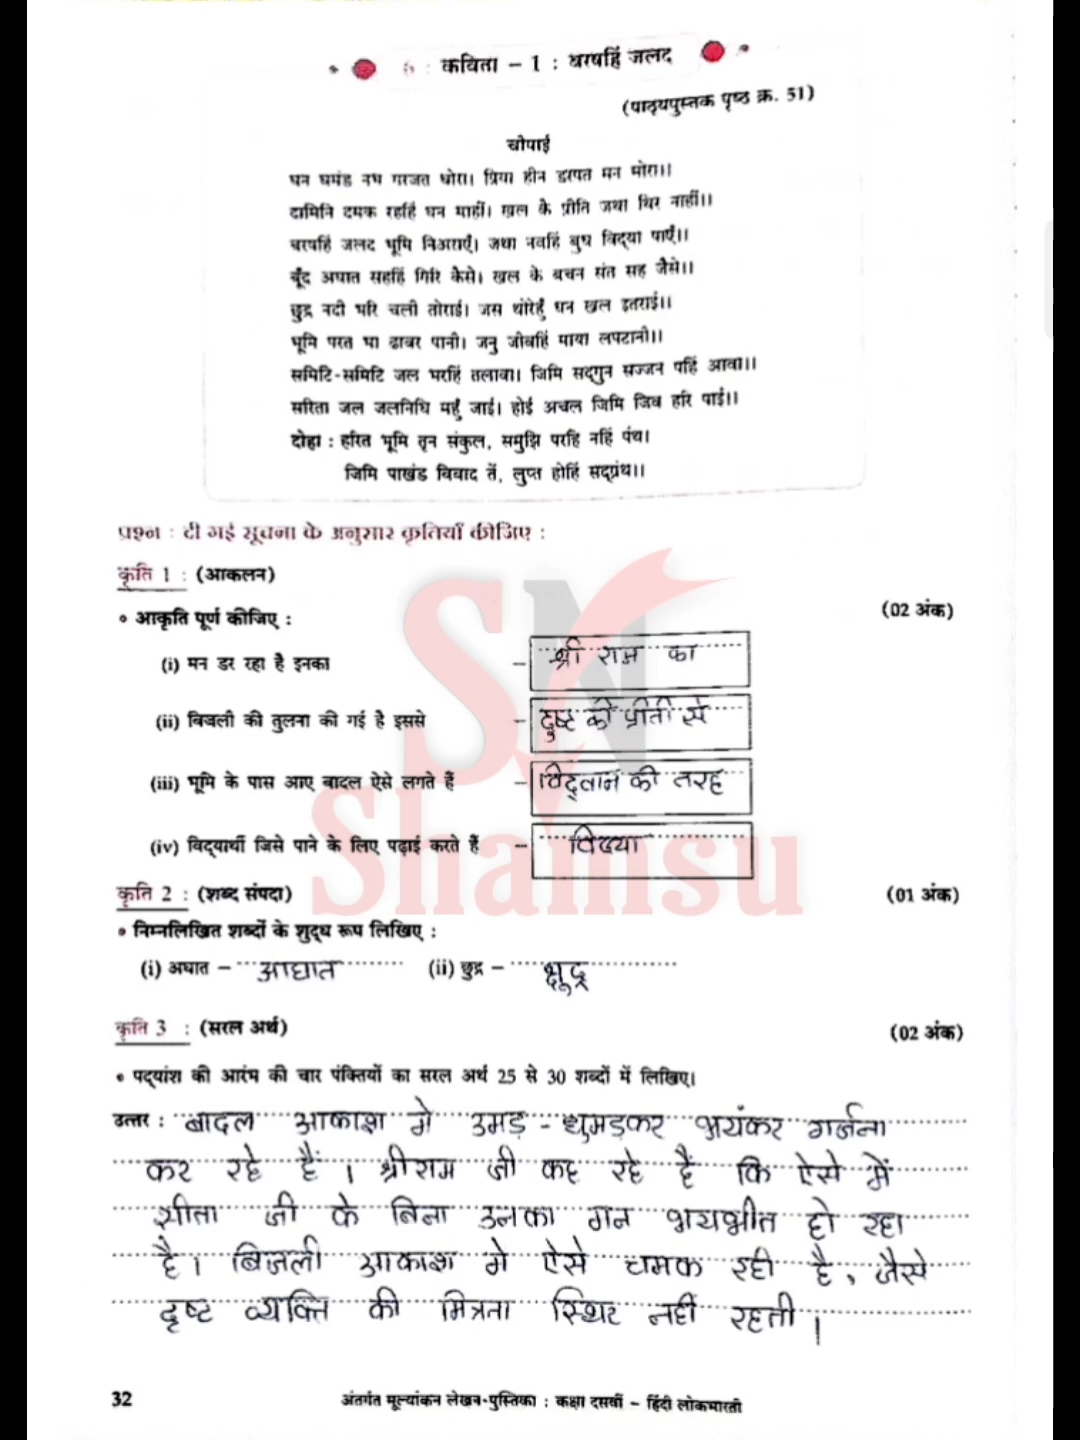 6 : कविता – 1 : बरषहिं जलद
(पाठ्यपुस्तक पृष्ठ क्र. 51)
चौपाई
घन घमंड नभ गरजत घोरा। प्रिया हीन डरपत मन मोरा।।
दामिनि दमक रहहिं घन माहीं। खल कै प्रीति जथा थिर नाहीं।।
बरषहिं जलद भूमि निअराएँ। जथा नवहिं बुध विद्या पाएँ।।
बूँद अघात सहहिं गिरि कैसे। खल के बचन संत सह जैसे।।
छुद्र नदी भरि चली तोराई। जस थोरेहुँ धन खल इतराई।।
भूमि परत भा ढाबर पानी। जनु जीवहिं माया लपटानी।।
समिटि-समिटि जल भरहिं तलावा। जिमि सद्गुन सज्जन पहिं आवा।।
सरिता जल जलनिधि महुँ जाई। होई अचल जिमि जिव हरि पाई।।
दोहा : हरित भूमि तृन संकुल, समुझि परहि नहिं पंथ।
जिमि पाखंड विवाद तें, लुप्त होहिं सद्ग्रंथ।।
प्रश्न : दी गई सूचना के अनुसार कृतियाँ कीजिए :
कृति 1 : (आकलन)
(02 अंक)
• आकृति पूर्ण कीजिए :
(i) मन डर रहा है इनका – श्री राम का
(ii) बिजली की तुलना की गई है इससे – दुष्ट की प्रीती से
(iii) भूमि के पास आए बादल ऐसे लगते हैं – विद्वान की तरह
(iv) विद्यार्थी जिसे पाने के लिए पढ़ाई करते हैं – विद्या
SN
Shamsu
कृति 2 : (शब्द संपदा) (01 अंक)
• निम्नलिखित शब्दों के शुद्ध रूप लिखिए :
(i) अघात – आघात (ii) छुद्र – क्षुद्र
कृति 3 : (सरल अर्थ) (02 अंक)
• पद्यांश की आरंभ की चार पंक्तियों का सरल अर्थ 25 से 30 शब्दों में लिखिए।
उत्तर : बादल आकाश मे उमड़ - घुमड़कर भयंकर गर्जना
कर रहे हैं। श्रीराम जी कह रहे हैं कि ऐसे में
सीता जी के बिना उनका मन भयभीत हो रहा
है। बिजली आकाश मे ऐसे चमक रही है, जैसे
दृष्ट व्यक्ति की मित्रता स्थिर नहीं रहती।
32
अंतर्गत मूल्यांकन लेखन-पुस्तिका : कक्षा दसवीं – हिंदी लोकभारती